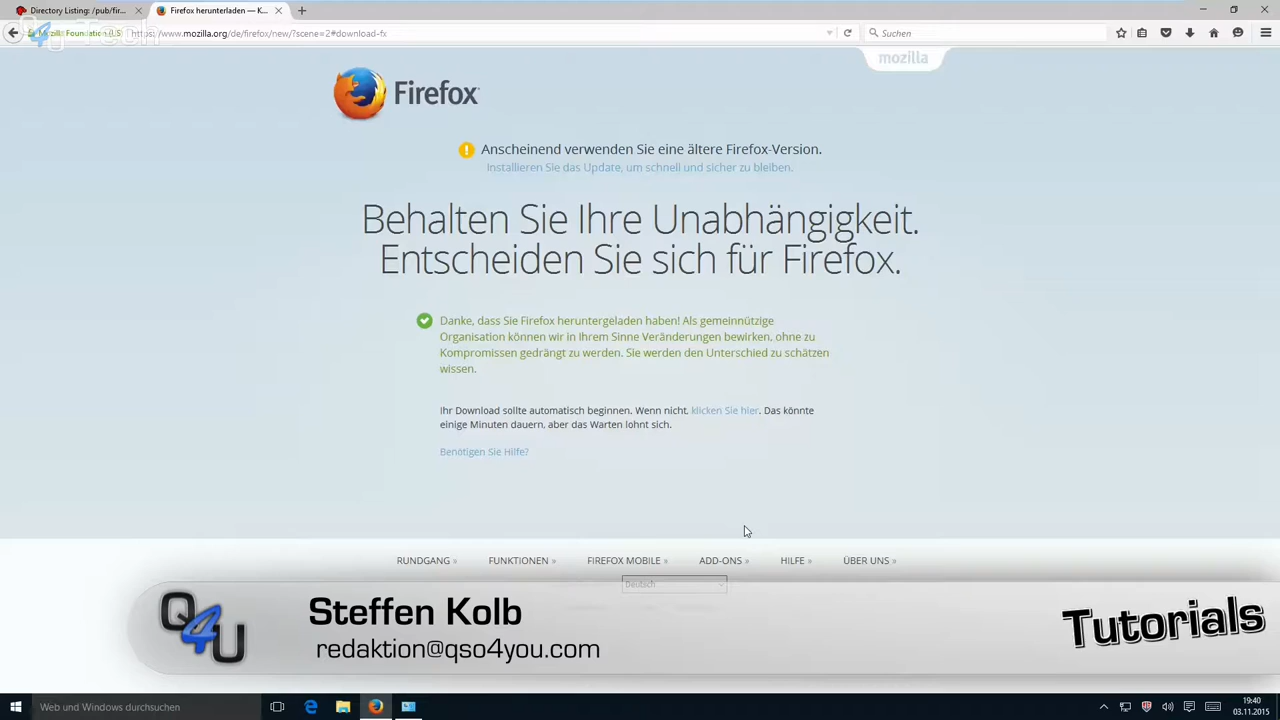 Directory Listing: /pub/fir...
Firefox herunterladen — K...
Mozilla Foundation (US)
https://www.mozilla.org/de/firefox/new/?scene=2#download-fx
Suchen
mozilla
Firefox
Anscheinend verwenden Sie eine ältere Firefox-Version.
Installieren Sie das Update, um schnell und sicher zu bleiben.
Behalten Sie Ihre Unabhängigkeit.
Entscheiden Sie sich für Firefox.
Danke, dass Sie Firefox heruntergeladen haben! Als gemeinnützige
Organisation können wir in Ihrem Sinne Veränderungen bewirken, ohne zu
Kompromissen gedrängt zu werden. Sie werden den Unterschied zu schätzen
wissen.
Ihr Download sollte automatisch beginnen. Wenn nicht, klicken Sie hier. Das könnte
einige Minuten dauern, aber das Warten lohnt sich.
Benötigen Sie Hilfe?
RUNDGANG » FUNKTIONEN » FIREFOX MOBILE » ADD-ONS » HILFE » ÜBER UNS »
Deutsch
Q4U
Steffen Kolb
redaktion@qso4you.com
Tutorials
Web und Windows durchsuchen
19:40
03.11.2015